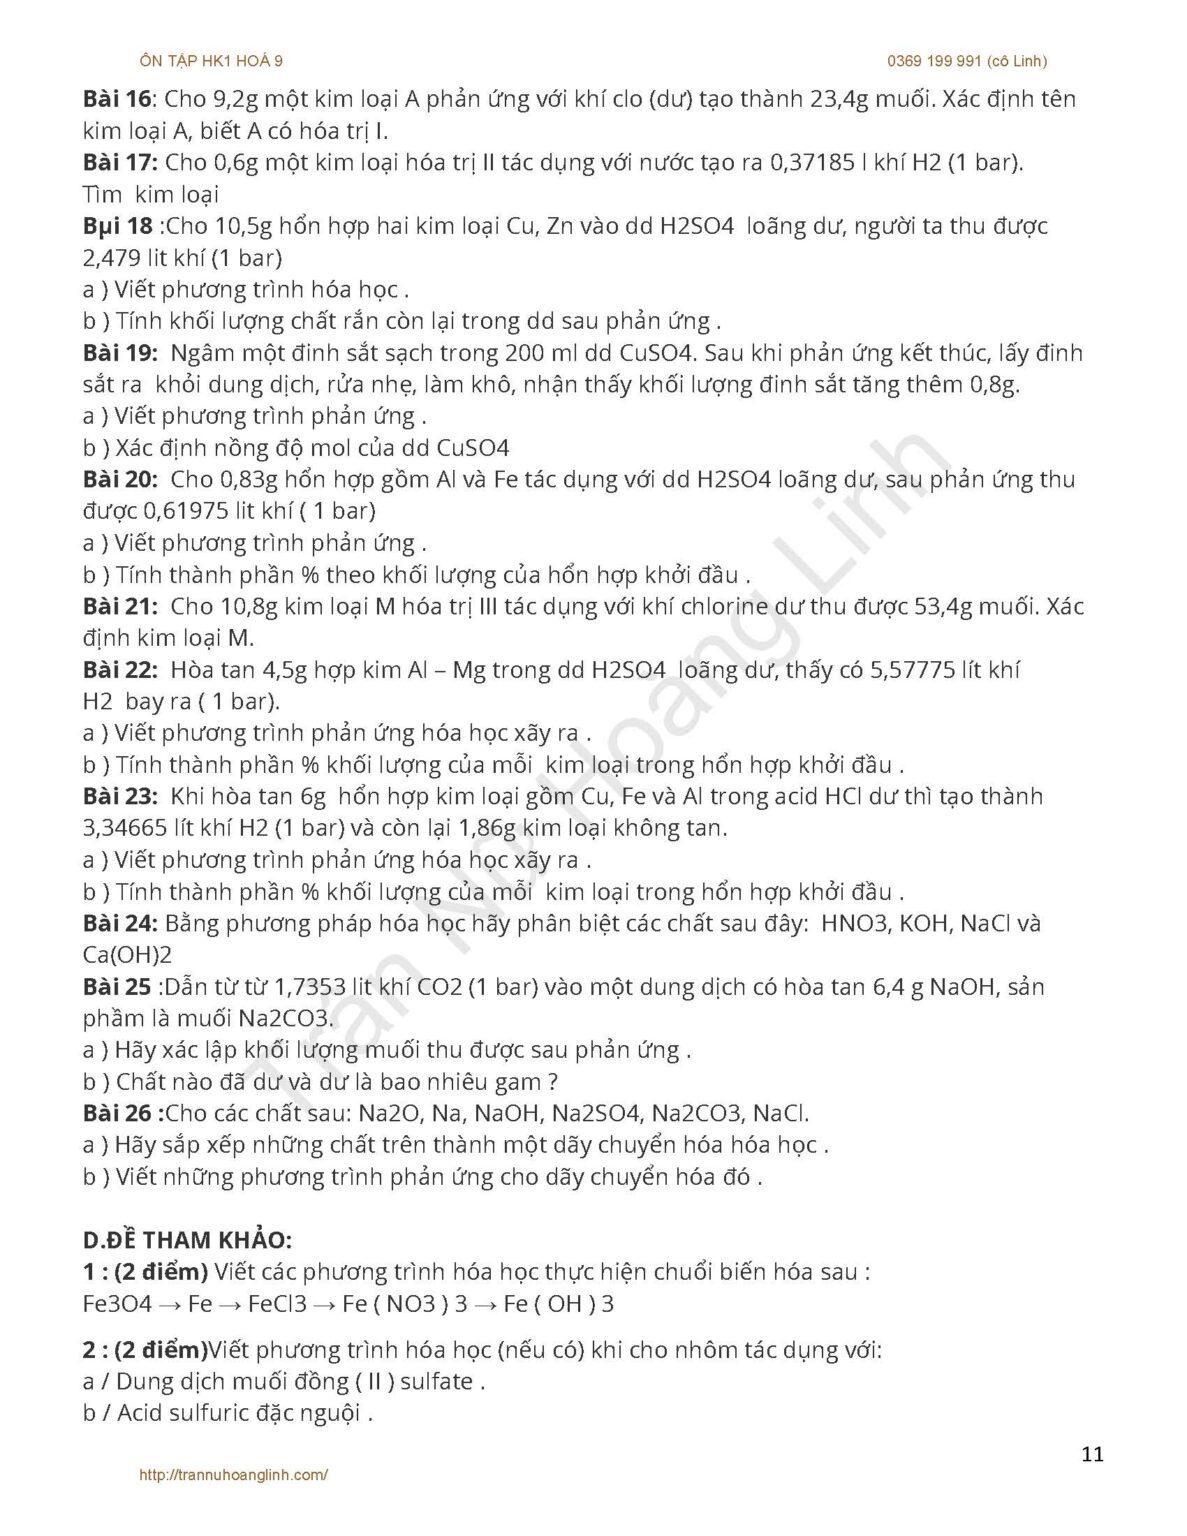 ÔN TẬP HK1 HOÁ 9
0369 199 991 (cô Linh)
Bài 16: Cho 9,2g một kim loại A phản ứng với khí clo (dư) tạo thành 23,4g muối. Xác định tên
kim loại A, biết A có hóa trị I.
Bài 17: Cho 0,6g một kim loại hóa trị II tác dụng với nước tạo ra 0,37185 l khí H2 (1 bar).
Tìm  kim loại
Bµi 18 :Cho 10,5g hổn hợp hai kim loại Cu, Zn vào dd H2SO4  loãng dư, người ta thu được
2,479 lit khí (1 bar)
a ) Viết phương trình hóa học .
b ) Tính khối lượng chất rắn còn lại trong dd sau phản ứng .
Bài 19:  Ngâm một đinh sắt sạch trong 200 ml dd CuSO4. Sau khi phản ứng kết thúc, lấy đinh
sắt ra  khỏi dung dịch, rửa nhẹ, làm khô, nhận thấy khối lượng đinh sắt tăng thêm 0,8g.
a ) Viết phương trình phản ứng .
b ) Xác định nồng độ mol của dd CuSO4
Bài 20:  Cho 0,83g hổn hợp gồm Al và Fe tác dụng với dd H2SO4 loãng dư, sau phản ứng thu
được 0,61975 lit khí ( 1 bar)
a ) Viết phương trình phản ứng .
b ) Tính thành phần % theo khối lượng của hổn hợp khởi đầu .
Bài 21:  Cho 10,8g kim loại M hóa trị III tác dụng với khí chlorine dư thu được 53,4g muối. Xác
định kim loại M.
Bài 22:  Hòa tan 4,5g hợp kim Al – Mg trong dd H2SO4  loãng dư, thấy có 5,57775 lít khí
H2  bay ra ( 1 bar).
a ) Viết phương trình phản ứng hóa học xãy ra .
b ) Tính thành phần % khối lượng của mỗi  kim loại trong hổn hợp khởi đầu .
Bài 23:  Khi hòa tan 6g  hổn hợp kim loại gồm Cu, Fe và Al trong acid HCl dư thì tạo thành
3,34665 lít khí H2 (1 bar) và còn lại 1,86g kim loại không tan.
a ) Viết phương trình phản ứng hóa học xãy ra .
b ) Tính thành phần % khối lượng của mỗi  kim loại trong hổn hợp khởi đầu .
Bài 24: Bằng phương pháp hóa học hãy phân biệt các chất sau đây:  HNO3, KOH, NaCl và
Ca(OH)2
Bài 25 :Dẫn từ từ 1,7353 lit khí CO2 (1 bar) vào một dung dịch có hòa tan 6,4 g NaOH, sản
phầm là muối Na2CO3.
a ) Hãy xác lập khối lượng muối thu được sau phản ứng .
b ) Chất nào đã dư và dư là bao nhiêu gam ?
Bài 26 :Cho các chất sau: Na2O, Na, NaOH, Na2SO4, Na2CO3, NaCl.
a ) Hãy sắp xếp những chất trên thành một dãy chuyển hóa hóa học .
b ) Viết những phương trình phản ứng cho dãy chuyển hóa đó .
D.ĐỀ THAM KHẢO:
1 : (2 điểm) Viết các phương trình hóa học thực hiện chuổi biến hóa sau :
Fe3O4 → Fe → FeCl3 → Fe ( NO3 ) 3 → Fe ( OH ) 3
2 : (2 điểm)Viết phương trình hóa học (nếu có) khi cho nhôm tác dụng với:
a / Dung dịch muối đồng ( II ) sulfate .
b / Acid sulfuric đặc nguội .
11
http://trannuhoanglinh.com/
Trần Nữ Hoàng Linh